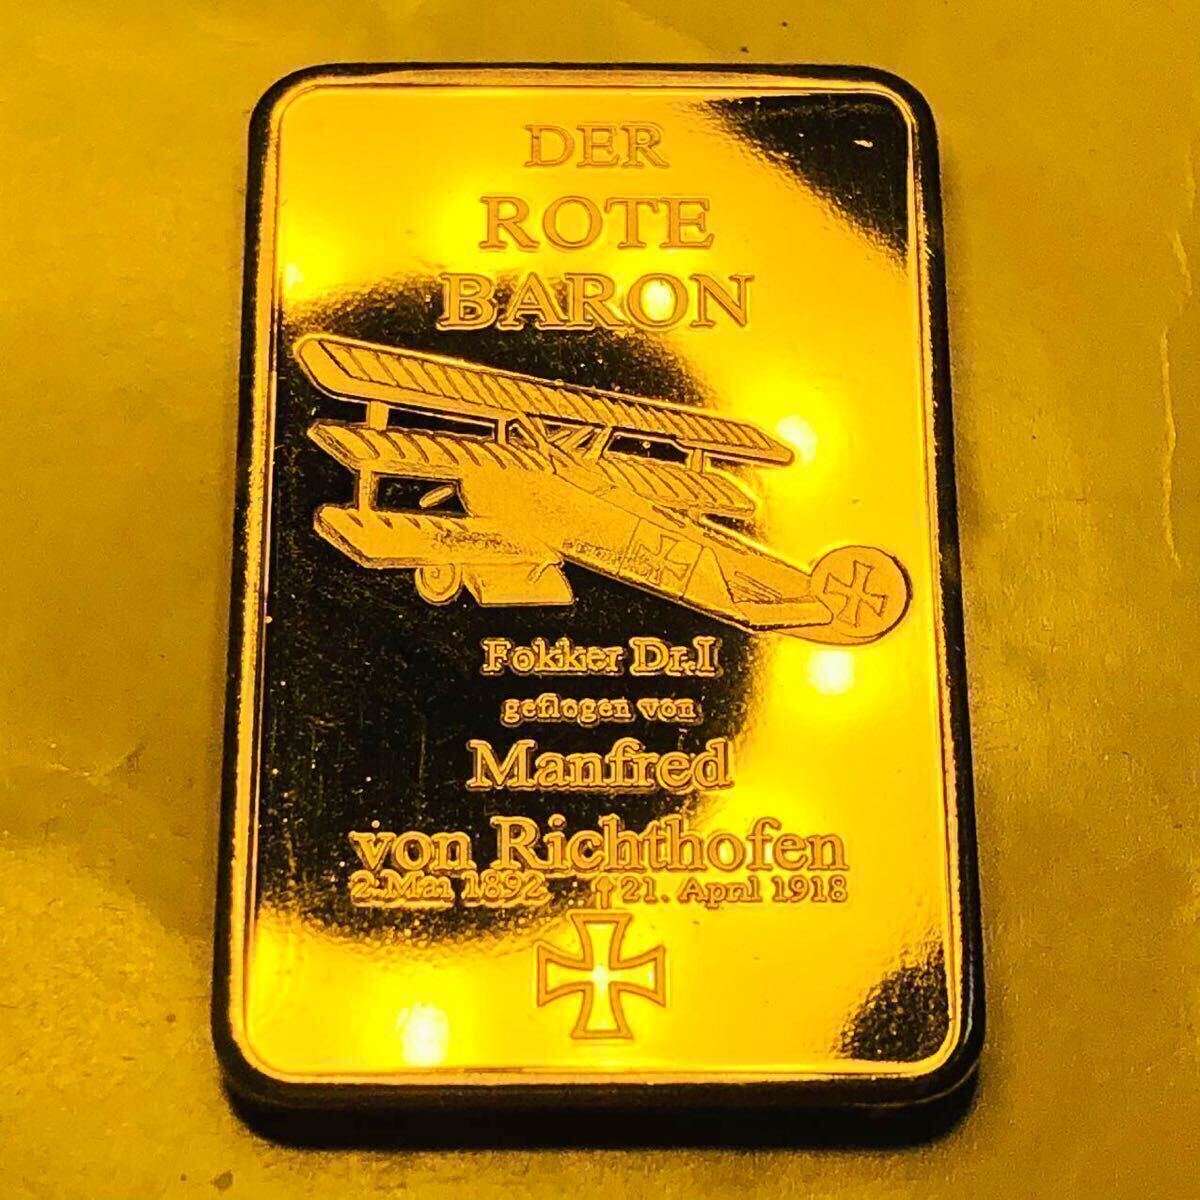 DER
ROTE
BARON
Fokker Dr.I
geflogen von
Manfred
von Richthofen
2.Mai 1892 † 21. April 1918